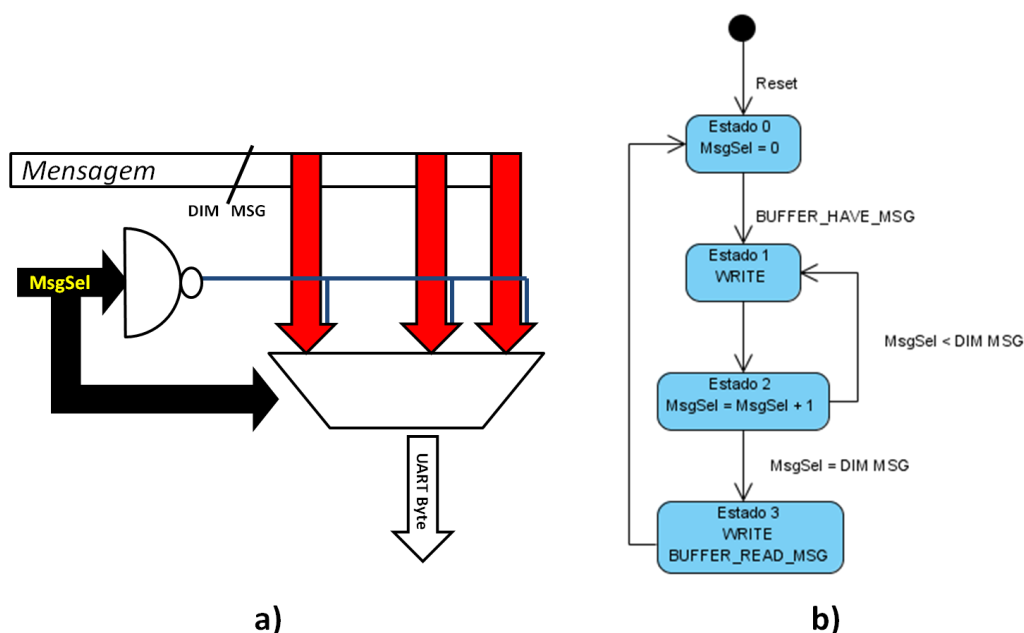 Mensagem
DIM MSG
MsgSel
UART Byte
a)
Reset
Estado 0
MsgSel = 0
BUFFER_HAVE_MSG
Estado 1
WRITE
MsgSel < DIM MSG
Estado 2
MsgSel = MsgSel + 1
MsgSel = DIM MSG
Estado 3
WRITE
BUFFER_READ_MSG
b)